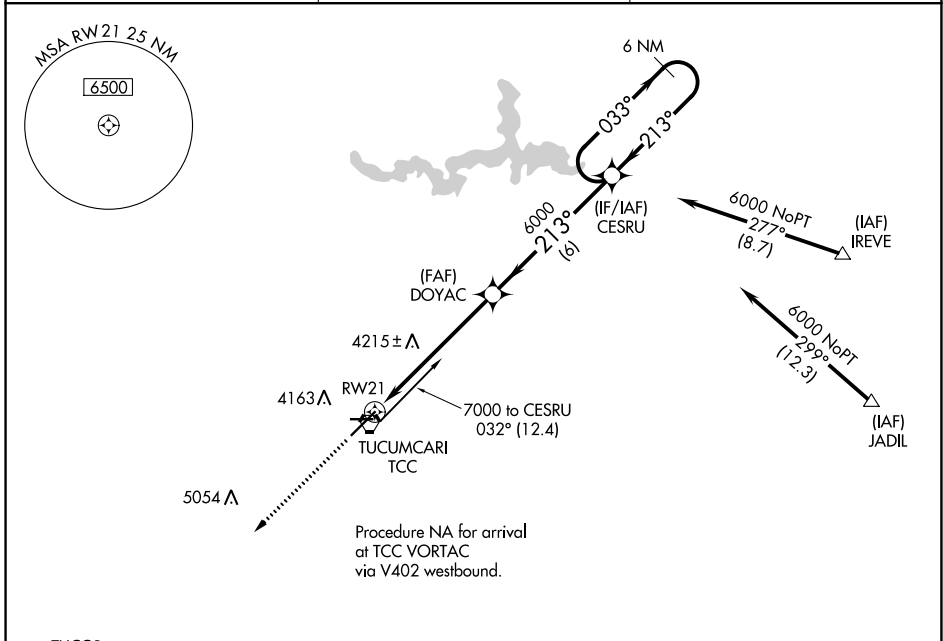 MSA RW21 25 NM
6500
6 NM
033°
213°
(IF/IAF)
CESRU
6000
213°
(6)
6000 NoPT
277°
(8.7)
(IAF)
IREVE
(FAF)
DOYAC
6000 NoPT
299°
(12.3)
(IAF)
JADIL
4215±
4163
RW21
7000 to CESRU
032° (12.4)
TUCUMCARI
TCC
5054
Procedure NA for arrival
at TCC VORTAC
via V402 westbound.